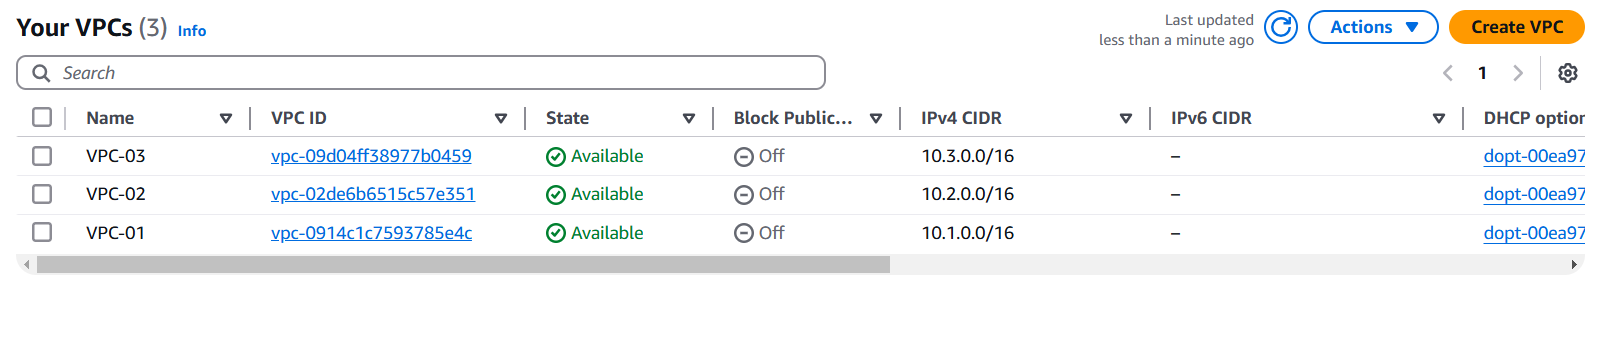 Your VPCs (3) Info
Last updated
less than a minute ago
Actions
Create VPC
Search
1
Name VPC ID State Block Public... IPv4 CIDR IPv6 CIDR DHCP option
VPC-03 vpc-09d04ff38977b0459 Available Off 10.3.0.0/16 – dopt-00ea97
VPC-02 vpc-02de6b6515c57e351 Available Off 10.2.0.0/16 – dopt-00ea97
VPC-01 vpc-0914c1c7593785e4c Available Off 10.1.0.0/16 – dopt-00ea97